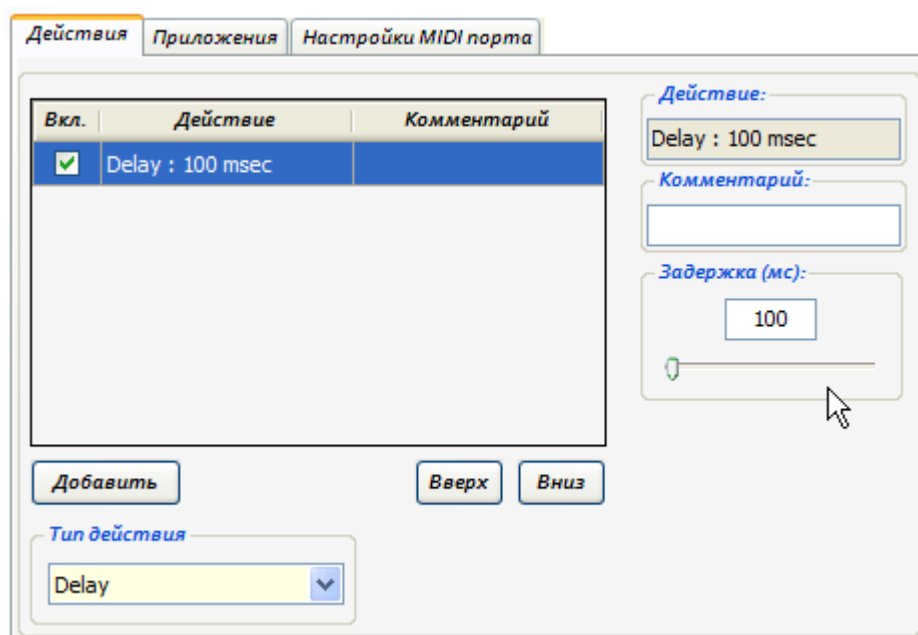 Действия
Приложения
Настройки MIDI порта
Вкл. Действие Комментарий
Delay : 100 msec
Действие:
Delay : 100 msec
Комментарий:
Задержка (мс):
100
Добавить
Вверх
Вниз
Тип действия
Delay